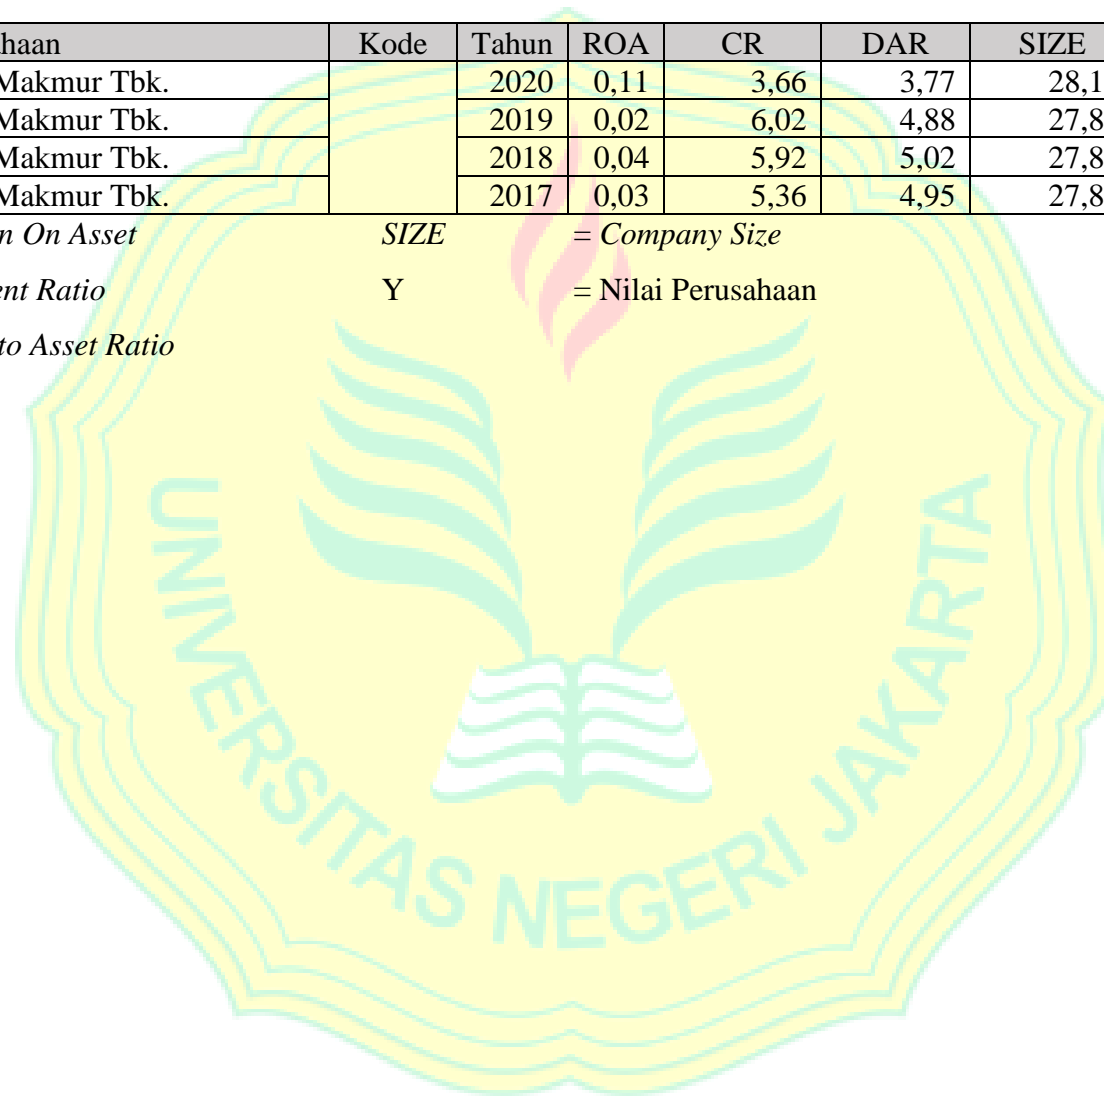 haan Kode Tahun ROA CR DAR SIZE
Makmur Tbk. 2020 0,11 3,66 3,77 28,1
Makmur Tbk. 2019 0,02 6,02 4,88 27,8
Makmur Tbk. 2018 0,04 5,92 5,02 27,8
Makmur Tbk. 2017 0,03 5,36 4,95 27,8
n On Asset SIZE = Company Size
ent Ratio Y = Nilai Perusahaan
to Asset Ratio
UNIVERSITAS NEGERI JAKARTA